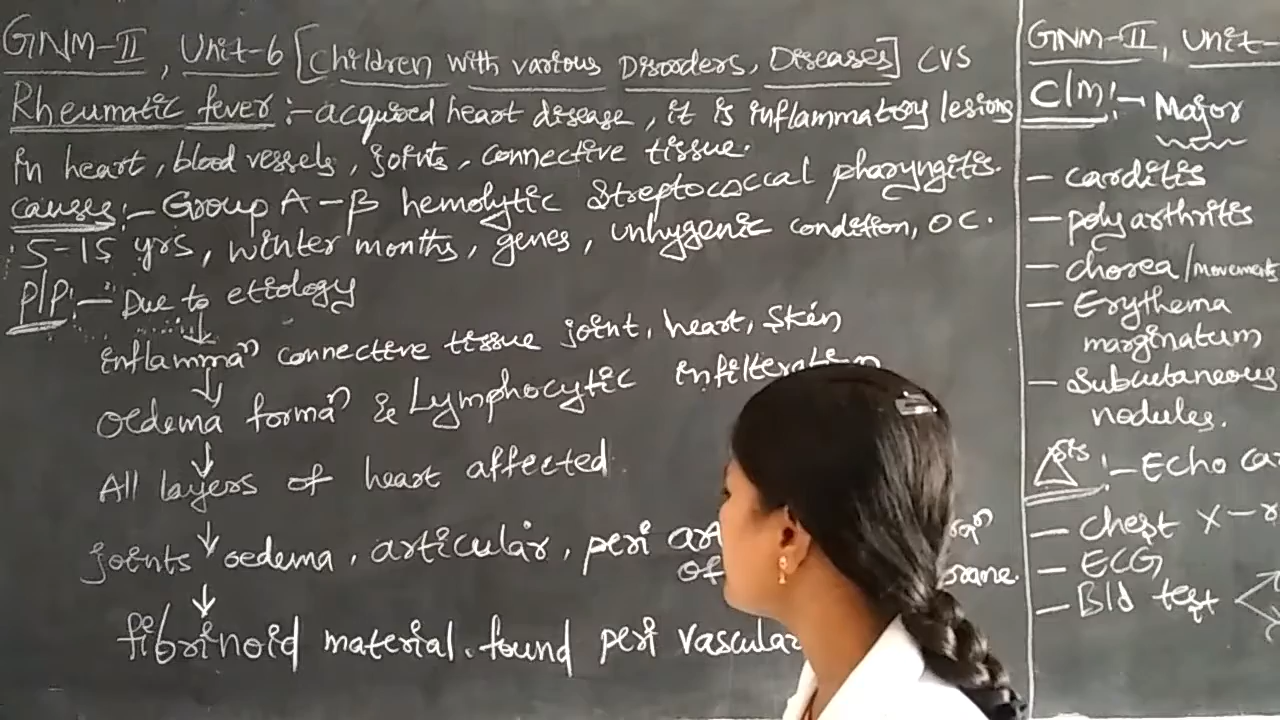 GNM-II, Unit-6 [Children with various Disorders, Diseases] CVS
Rheumatic fever :- acquired heart disease, it is inflammatory lesions
in heart, blood vessels, joints, connective tissue.
causes :- Group A-β hemolytic Streptococcal pharyngitis.
5-15 yrs, winter months, genes, unhygenic condition, OC.
P/P :- Due to etiology
↓
inflamma^n connective tissue joint, heart, skin
↓
Oedema forma^n & Lymphocytic infilteration
↓
All layers of heart affected
↓
joints oedema, articular, peri
of
↓
fibrinoid material found peri vascular
GNM-II, Unit-
C/M :- Major
- carditis
- polyarthritis
- chorea/movements
- Erythema
marginatum
- Subcutaneous
nodules.
△sis :- Echo
- chest X-r
- ECG
- Bld test